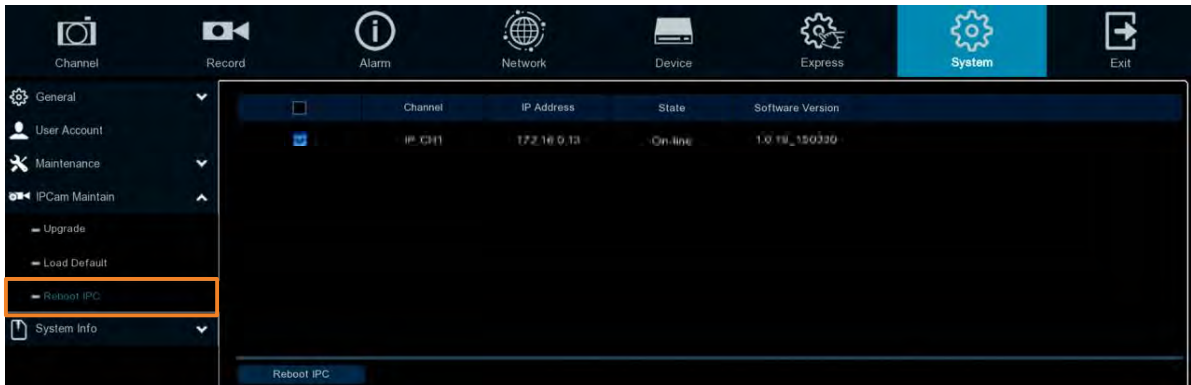 Channel Record Alarm Network Device Express System Exit
General
Channel IP Address State Software Version
User Account
IP CH1 172.16.0.13 On-line
Maintenance
IPCam Maintain
Upgrade
Load Default
Reboot IPC
System Info
Reboot IPC